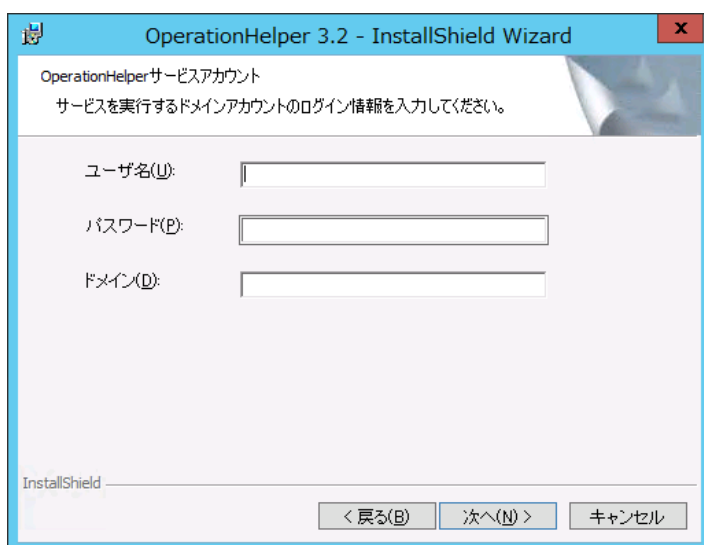 OperationHelper 3.2 - InstallShield Wizard
x
OperationHelperサービスアカウント
サービスを実行するドメインアカウントのログイン情報を入力してください。
ユーザ名(U):
パスワード(P):
ドメイン(D):
InstallShield
< 戻る(B)
次へ(N) >
キャンセル